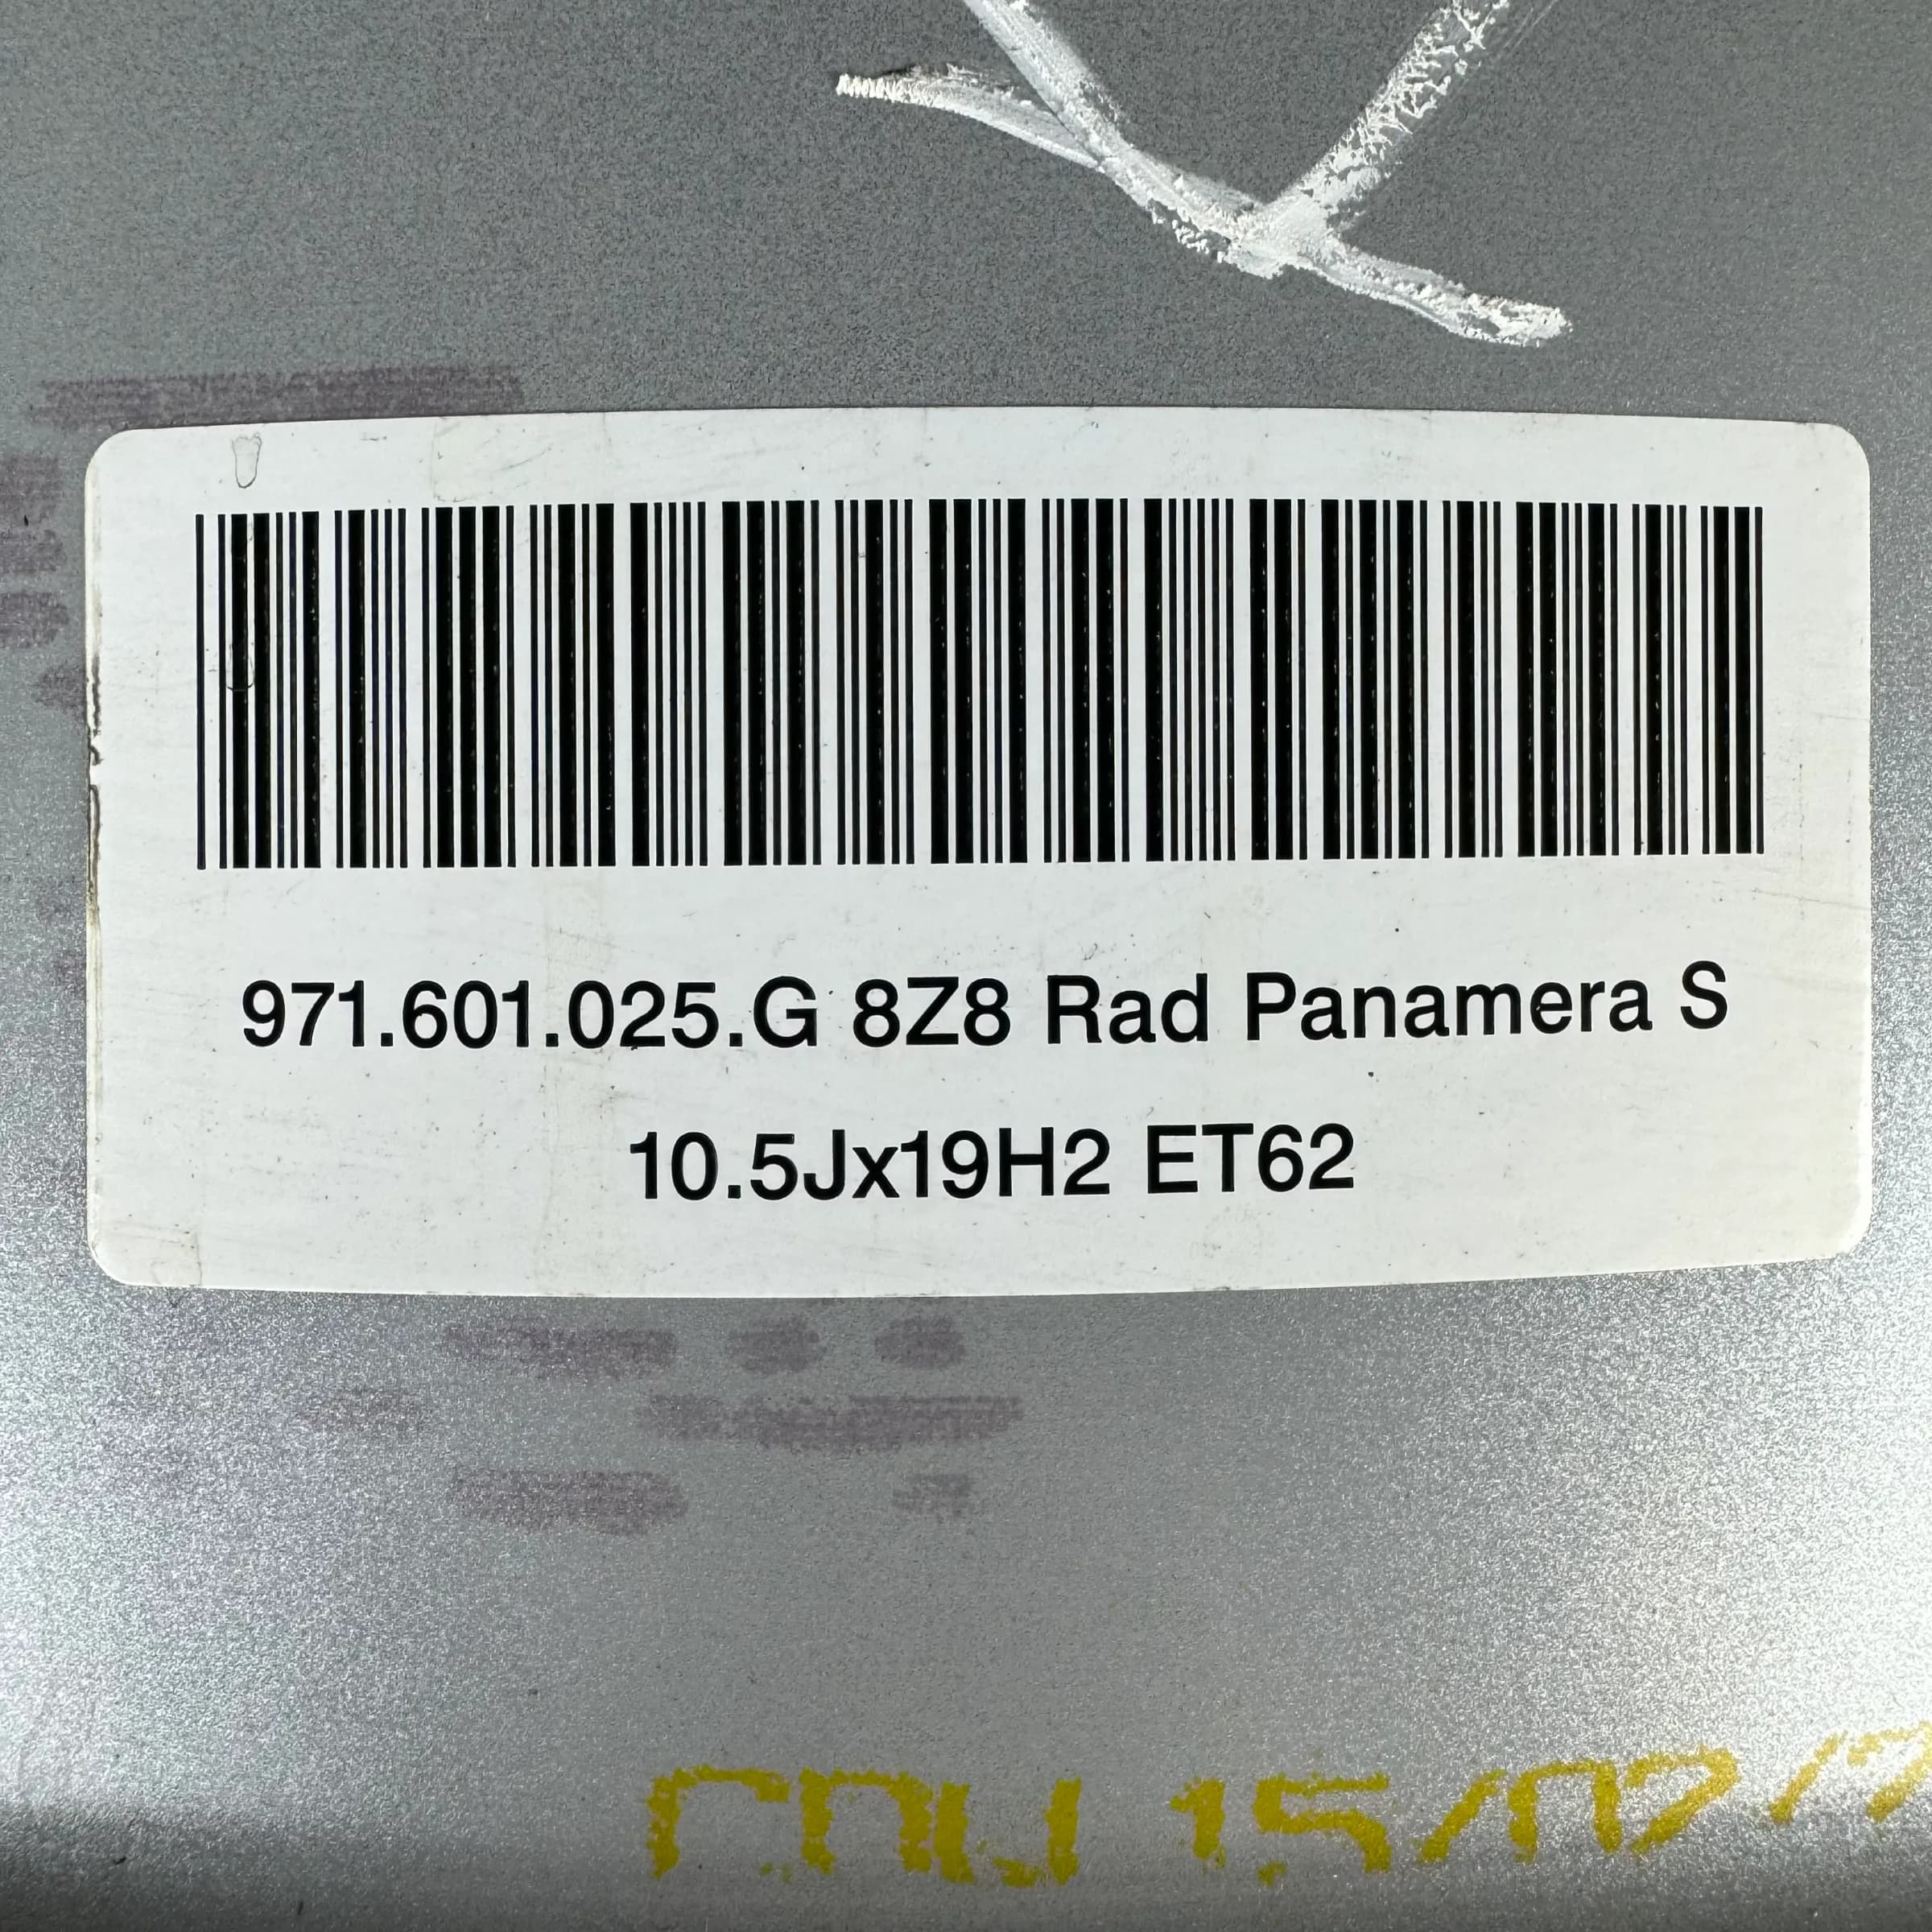 971.601.025.G 8Z8 Rad Panamera S
10.5Jx19H2 ET62